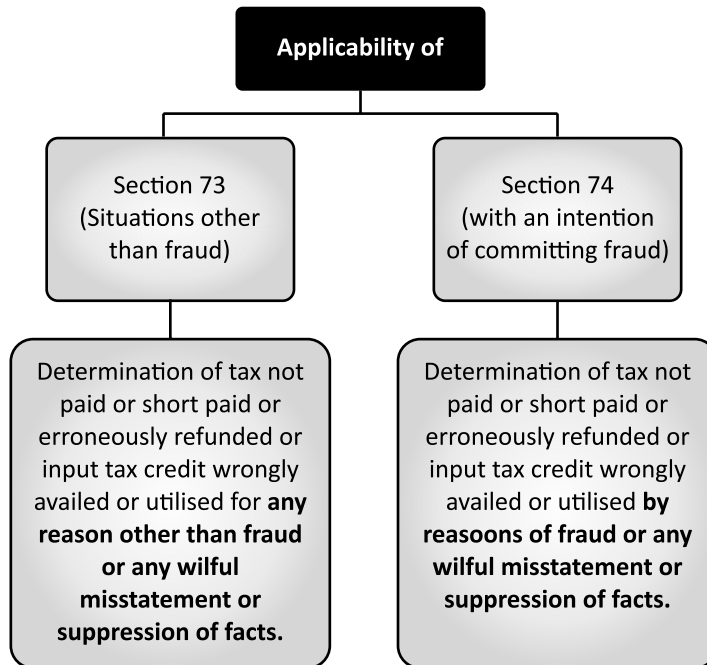 Applicability of
Section 73
(Situations other
than fraud)
Section 74
(with an intention
of committing fraud)
Determination of tax not
paid or short paid or
erroneously refunded or
input tax credit wrongly
availed or utilised for any
reason other than fraud
or any wilful
misstatement or
suppression of facts.
Determination of tax not
paid or short paid or
erroneously refunded or
input tax credit wrongly
availed or utilised by
reasoons of fraud or any
wilful misstatement or
suppression of facts.